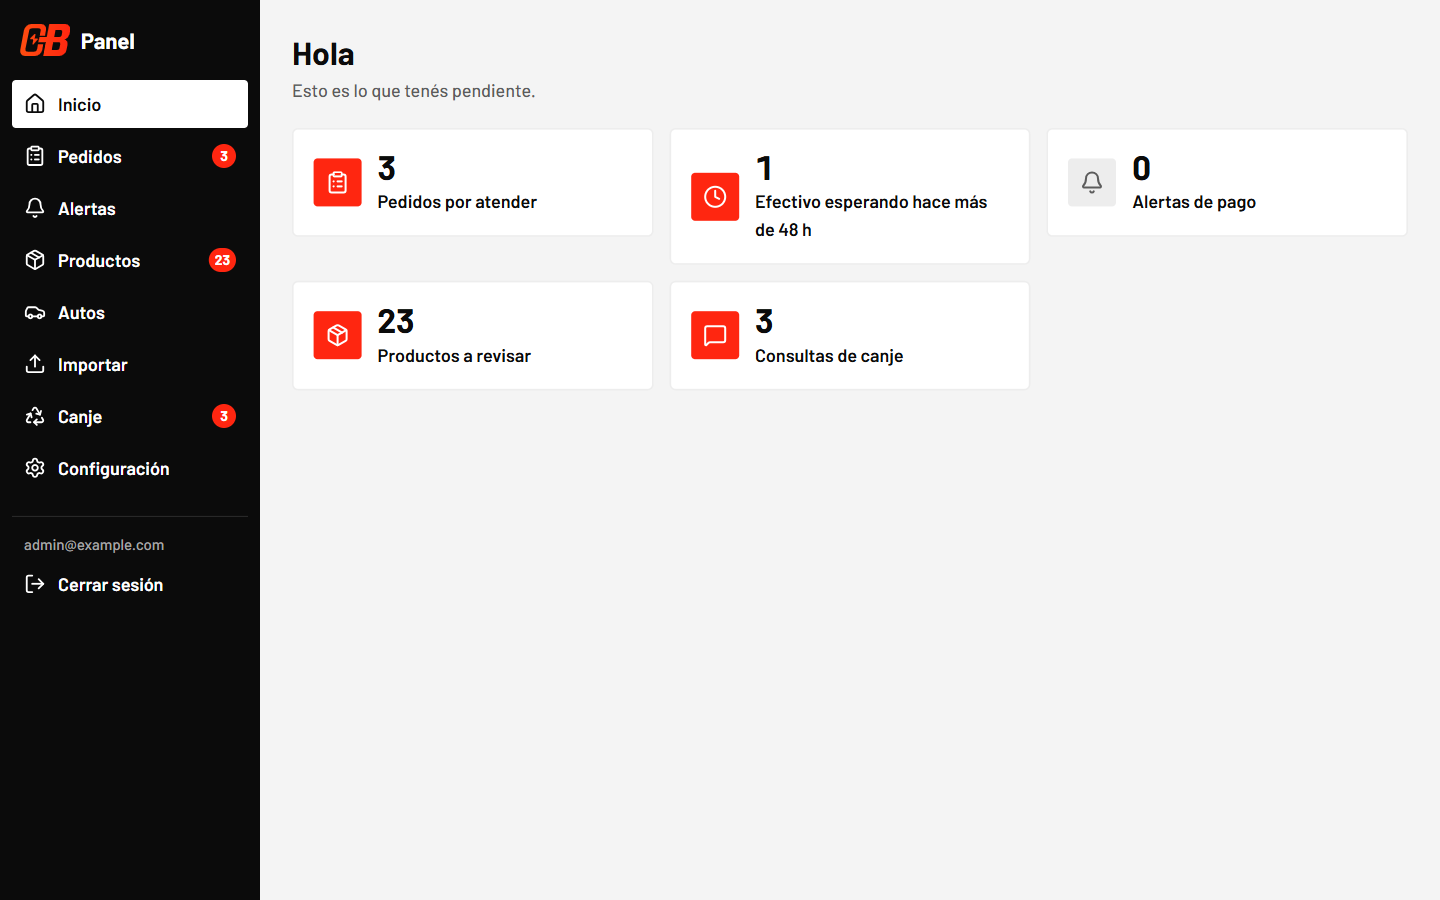 CB Panel
Inicio
Pedidos 3
Alertas
Productos 23
Autos
Importar
Canje 3
Configuración
admin@example.com
Cerrar sesión
Hola
Esto es lo que tenés pendiente.
3
Pedidos por atender
1
Efectivo esperando hace más
de 48 h
0
Alertas de pago
23
Productos a revisar
3
Consultas de canje